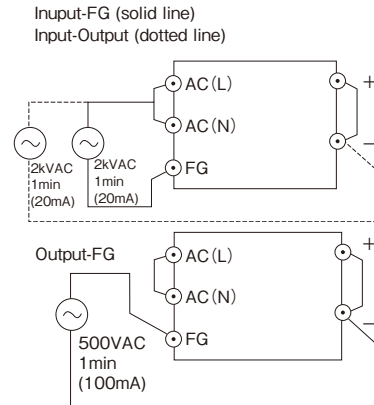 Inuput-FG (solid line)
Input-Output (dotted line)
AC(L)
+
AC(N)
2kVAC
1min
(20mA)
2kVAC
1min
(20mA)
FG
−
Output-FG
AC(L)
+
AC(N)
FG
−
500VAC
1min
(100mA)